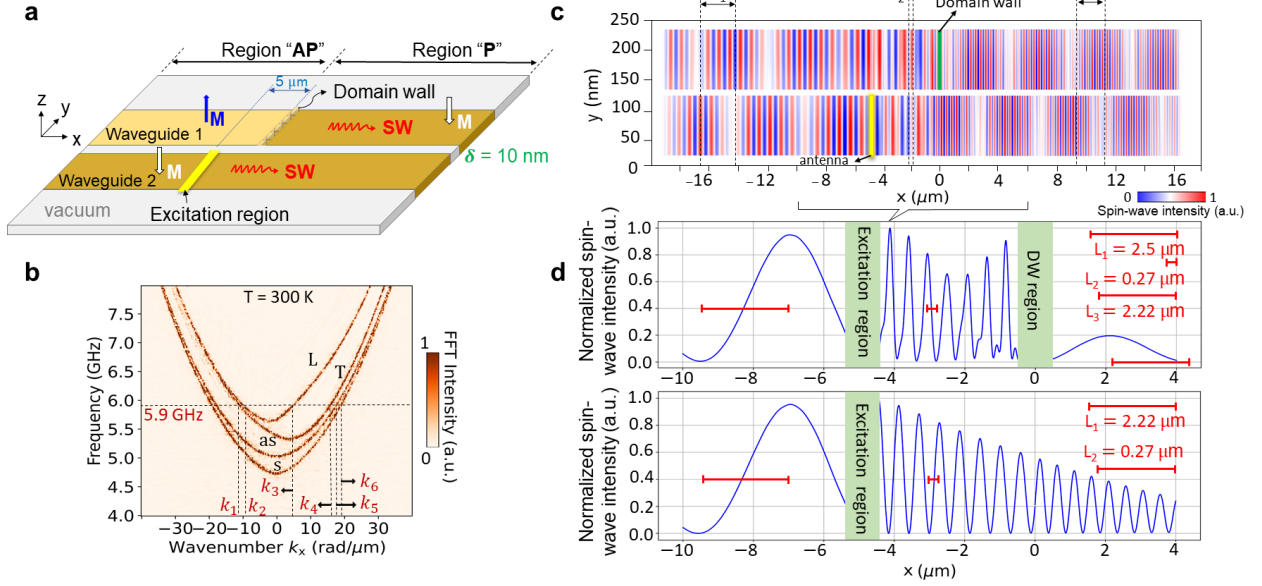 a
Region “AP”
Region “P”
5 μm
Domain wall
z
y
x
M
Waveguide 1
SW
M
M
SW
δ = 10 nm
Waveguide 2
vacuum
Excitation region
b
T = 300 K
Frequency (GHz)
7.5
7.0
6.5
6.0
5.5
5.0
4.5
4.0
5.9 GHz
L
T
as
s
k1
k2
k3
k4
k5
k6
−30
−20
−10
0
10
20
30
Wavenumber kx (rad/μm)
1
0
FFT Intensity (a.u.)
c
1
2
Domain wall
250
200
150
100
50
0
y (nm)
antenna
−16
−12
−8
−4
0
4
8
12
16
x (μm)
0
1
Spin-wave intensity (a.u.)
d
Normalized spin-
wave intensity (a.u.)
1.0
0.8
0.6
0.4
0.2
0.0
Excitation region
DW region
L1 = 2.5 μm
L2 = 0.27 μm
L3 = 2.22 μm
−10
−8
−6
−4
−2
0
2
4
Normalized spin-
wave intensity (a.u.)
1.0
0.8
0.6
0.4
0.2
0.0
Excitation region
L1 = 2.22 μm
L2 = 0.27 μm
−10
−8
−6
−4
−2
0
2
4
x (μm)